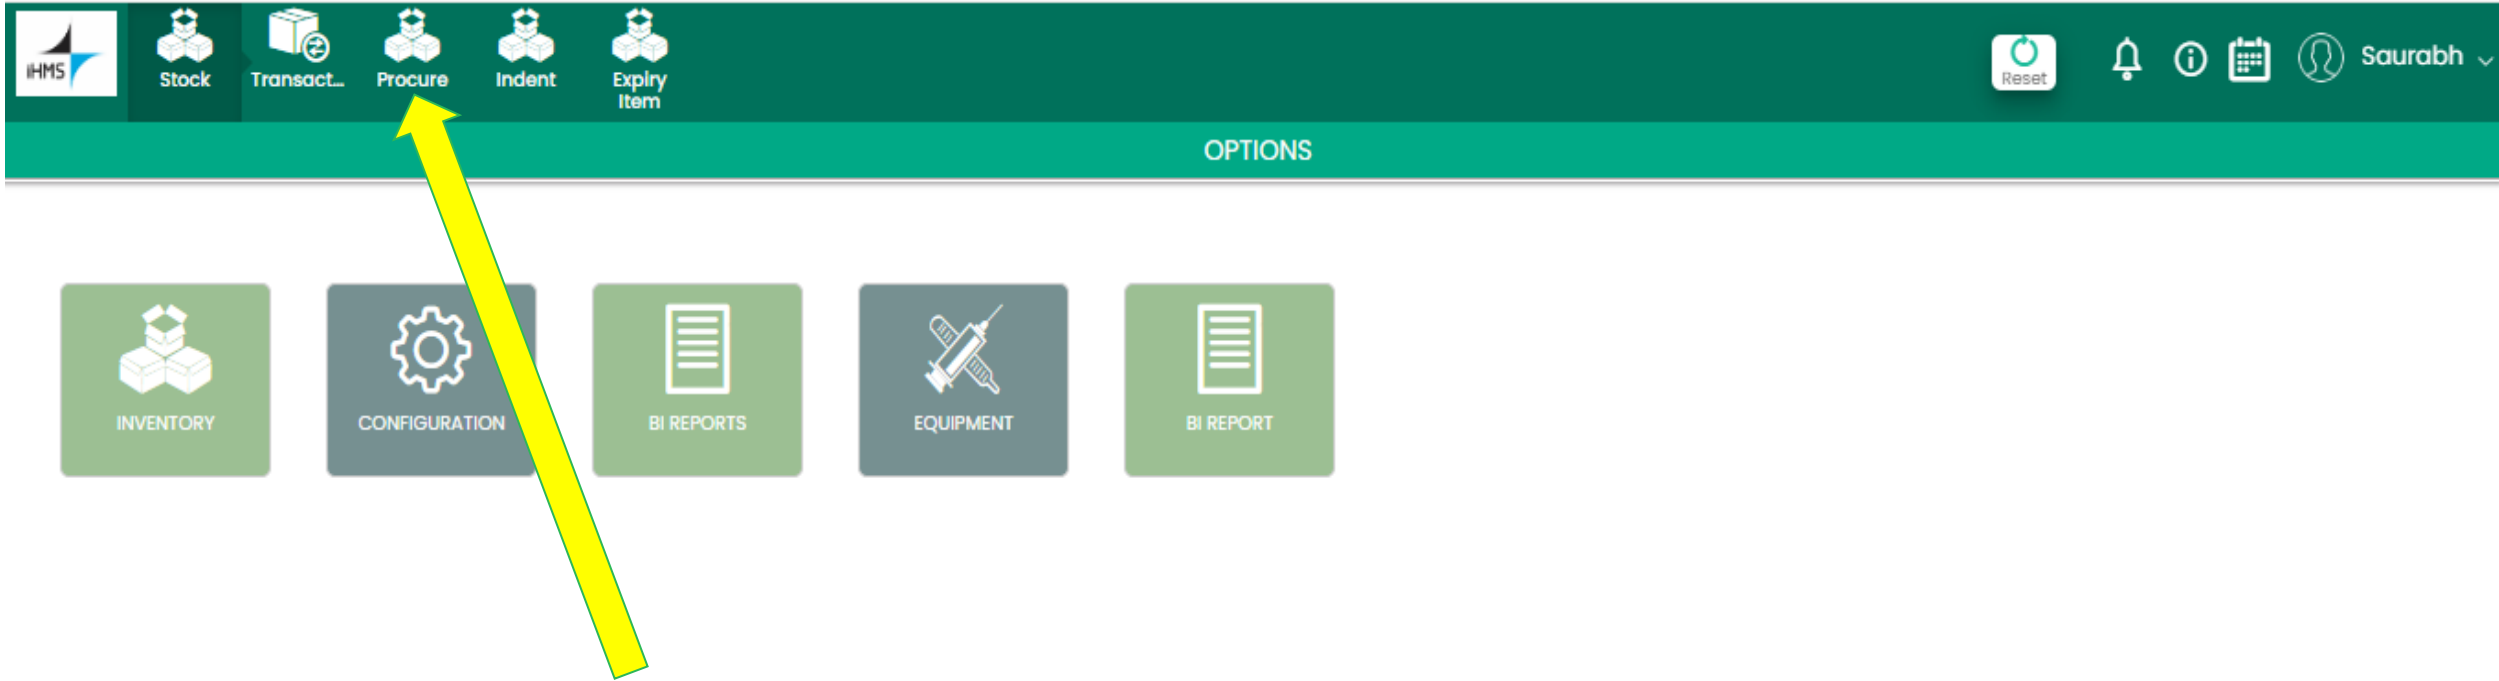 iHMS
Stock
Transact...
Procure
Indent
Expiry
Item
Reset
Saurabh
OPTIONS
INVENTORY
CONFIGURATION
BI REPORTS
EQUIPMENT
BI REPORT